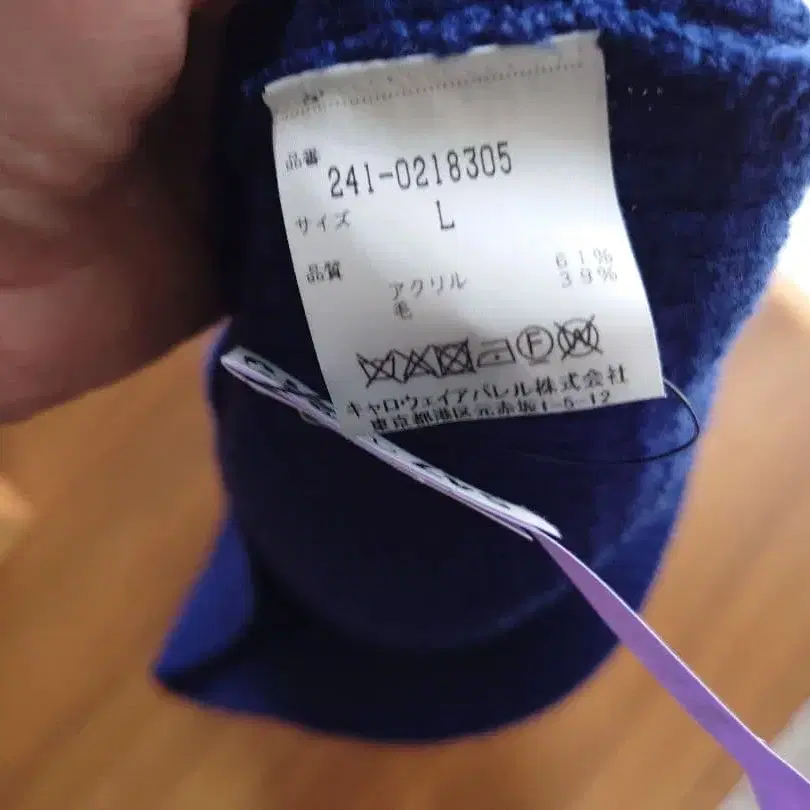 品番
241-0218305
サイズ L
品質
アクリル 61%
毛 39%
F W
キャロウェイアパレル株式会社
東京都港区元赤坂1-5-12